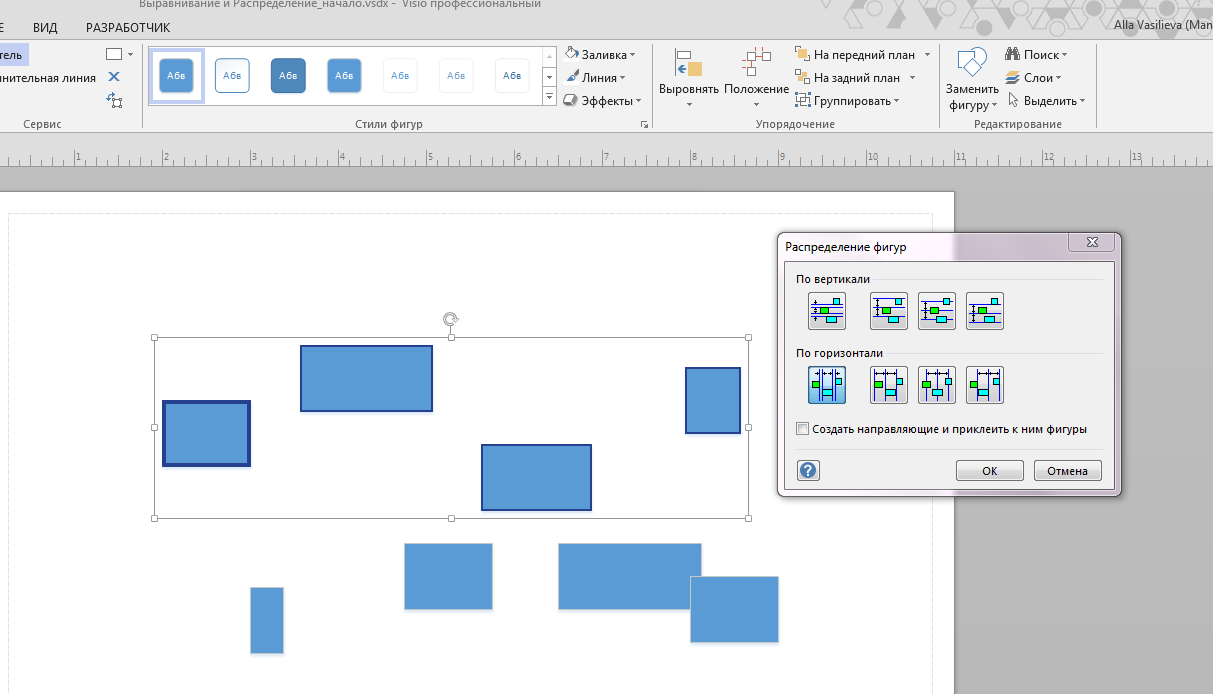 Выравнивание и Распределение_начало.vsdx - Visio профессиональный
Е ВИД РАЗРАБОТЧИК
Alla Vasilieva (Man
тель
нительная линия
Сервис
Абв Абв Абв Абв Абв Абв Абв
Стили фигур
Заливка
Линия
Эффекты
Выровнять Положение
На передний план
На задний план
Группировать
Упорядочение
Заменить
фигуру
Поиск
Слои
Выделить
Редактирование
1 2 3 4 5 6 7 8 9 10 11 12 13
Распределение фигур
По вертикали
По горизонтали
Создать направляющие и приклеить к ним фигуры
? ОК Отмена